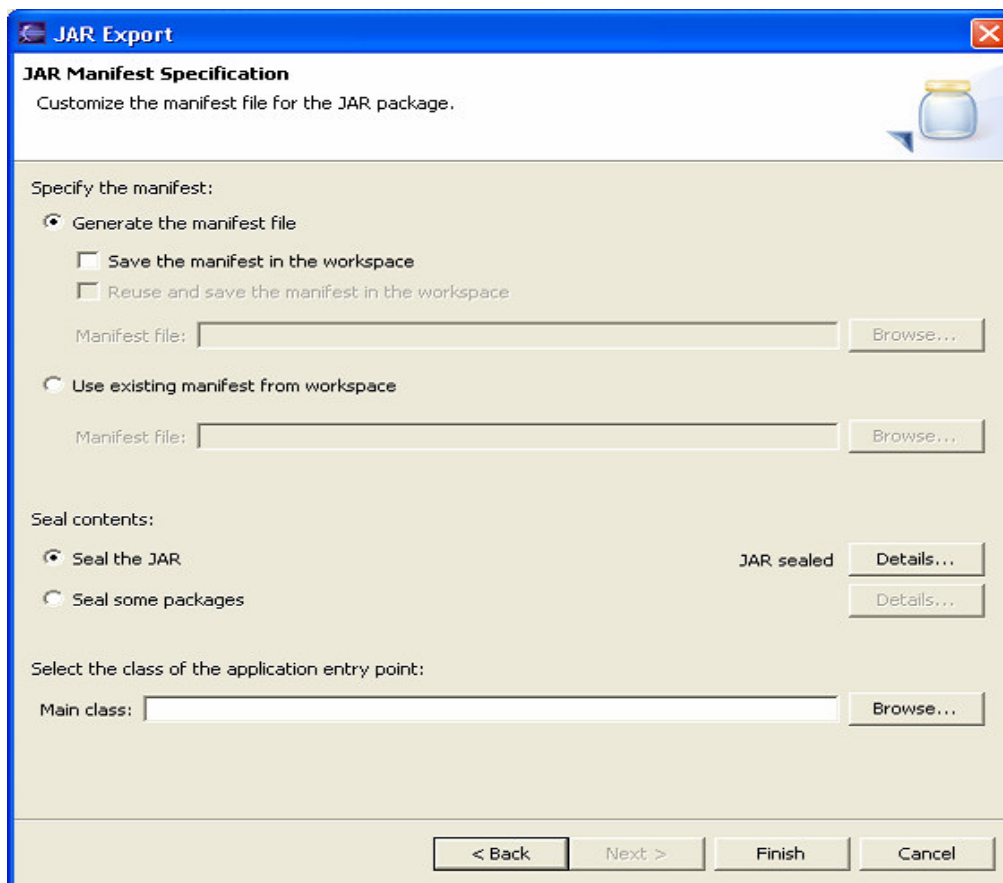 JAR Export
JAR Manifest Specification
Customize the manifest file for the JAR package.
Specify the manifest:
Generate the manifest file
Save the manifest in the workspace
Reuse and save the manifest in the workspace
Manifest file: Browse...
Use existing manifest from workspace
Manifest file: Browse...
Seal contents:
Seal the JAR JAR sealed Details...
Seal some packages Details...
Select the class of the application entry point:
Main class: Browse...
< Back Next > Finish Cancel